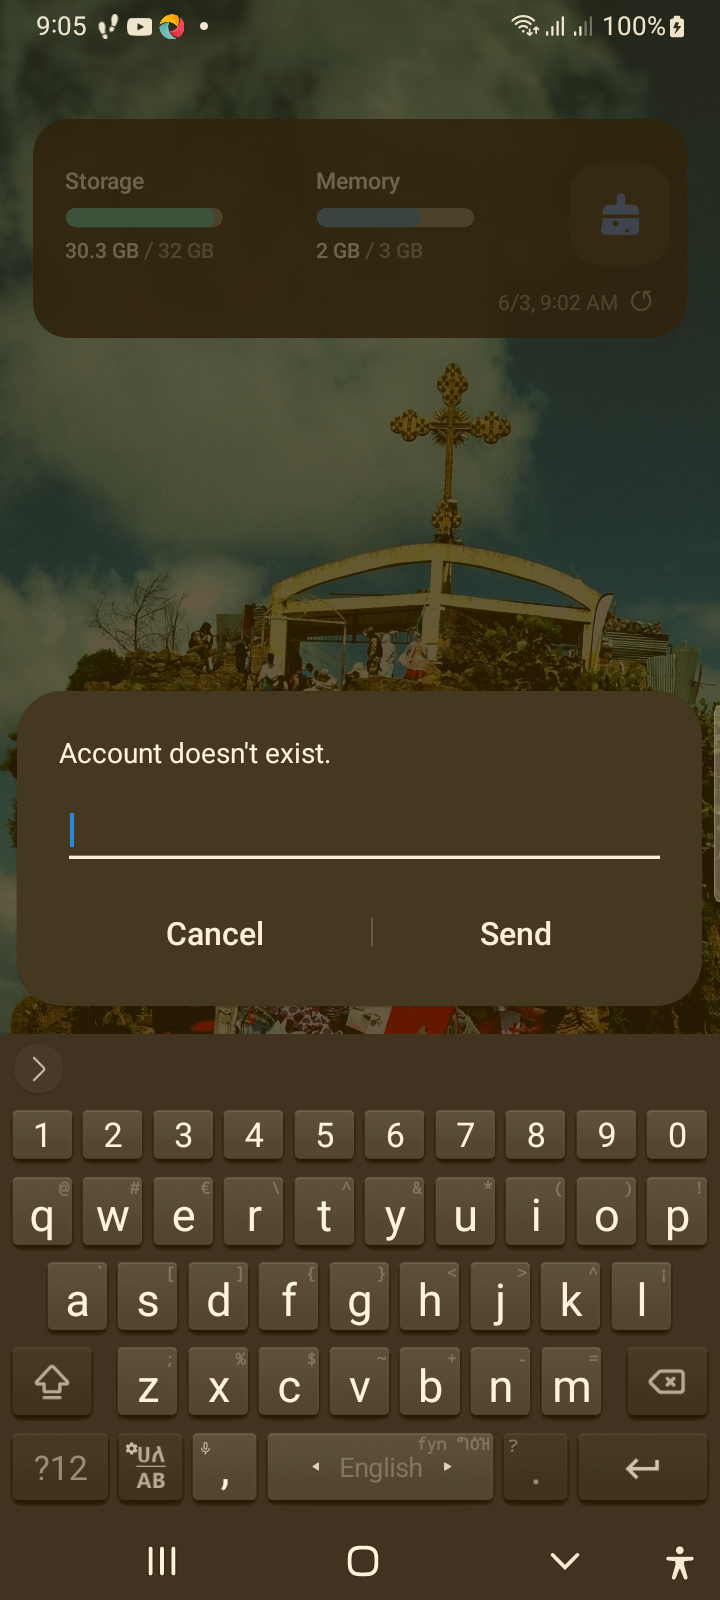 9:05 100%
Storage Memory
30.3 GB / 32 GB 2 GB / 3 GB
6/3, 9:02 AM
Account doesn't exist.
Cancel Send
1 2 3 4 5 6 7 8 9 0
@ # € \ ^ & * ( ) !
q w e r t y u i o p
` [ ] { } < > ^ ¡
a s d f g h j k l
; % $ ~ + - =
z x c v b n m
?12 AB , English fyn ? .